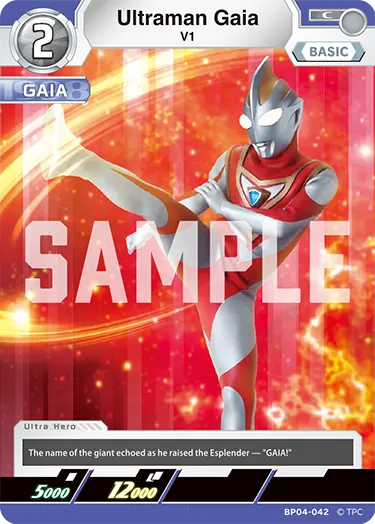 2
Ultraman Gaia
V1
C
BASIC
GAIA
SAMPLE
Ultra Hero
The name of the giant echoed as he raised the Esplender — "GAIA!"
5000
12000
BP04-042 © TPC